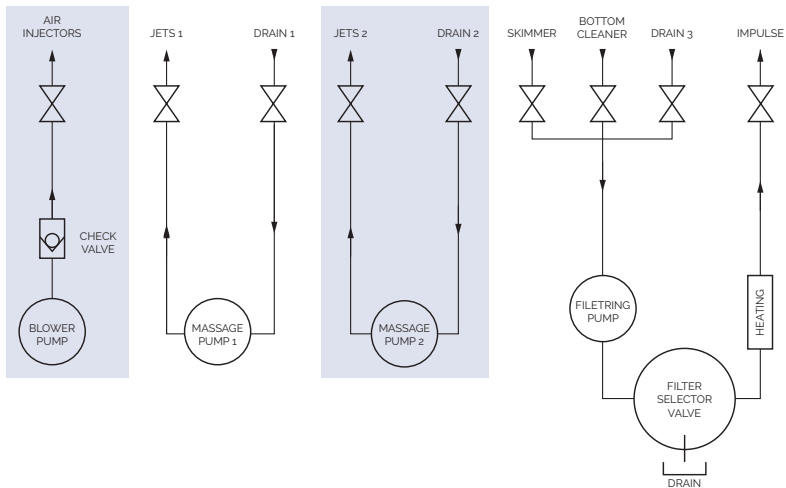 AIR
INJECTORS
JETS 1
DRAIN 1
JETS 2
DRAIN 2
SKIMMER
BOTTOM
CLEANER
DRAIN 3
IMPULSE
CHECK
VALVE
BLOWER
PUMP
MASSAGE
PUMP 1
MASSAGE
PUMP 2
FILETRING
PUMP
HEATING
FILTER
SELECTOR
VALVE
DRAIN